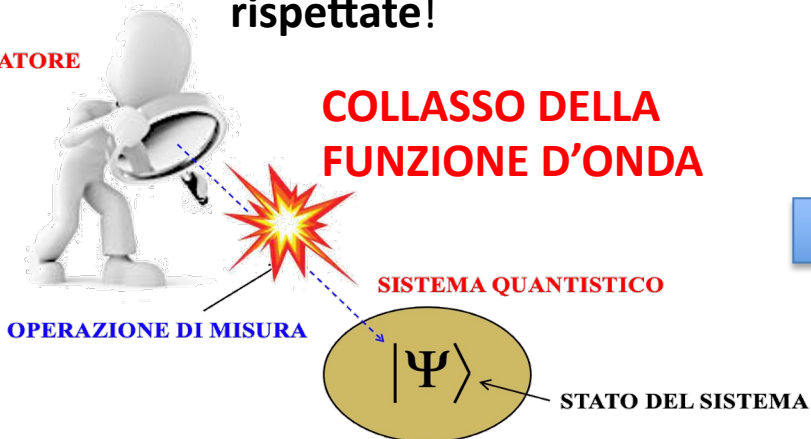 rispettate!
ATORE
COLLASSO DELLA
FUNZIONE D'ONDA
SISTEMA QUANTISTICO
OPERAZIONE DI MISURA
|Ψ⟩
STATO DEL SISTEMA